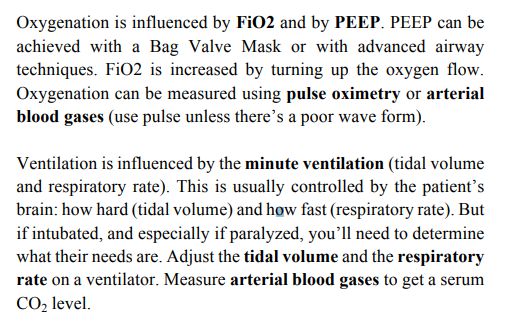 Oxygenation is influenced by FiO2 and by PEEP. PEEP can be
achieved with a Bag Valve Mask or with advanced airway
techniques. FiO2 is increased by turning up the oxygen flow.
Oxygenation can be measured using pulse oximetry or arterial
blood gases (use pulse unless there’s a poor wave form).
Ventilation is influenced by the minute ventilation (tidal volume
and respiratory rate). This is usually controlled by the patient’s
brain: how hard (tidal volume) and how fast (respiratory rate). But
if intubated, and especially if paralyzed, you’ll need to determine
what their needs are. Adjust the tidal volume and the respiratory
rate on a ventilator. Measure arterial blood gases to get a serum
CO₂ level.